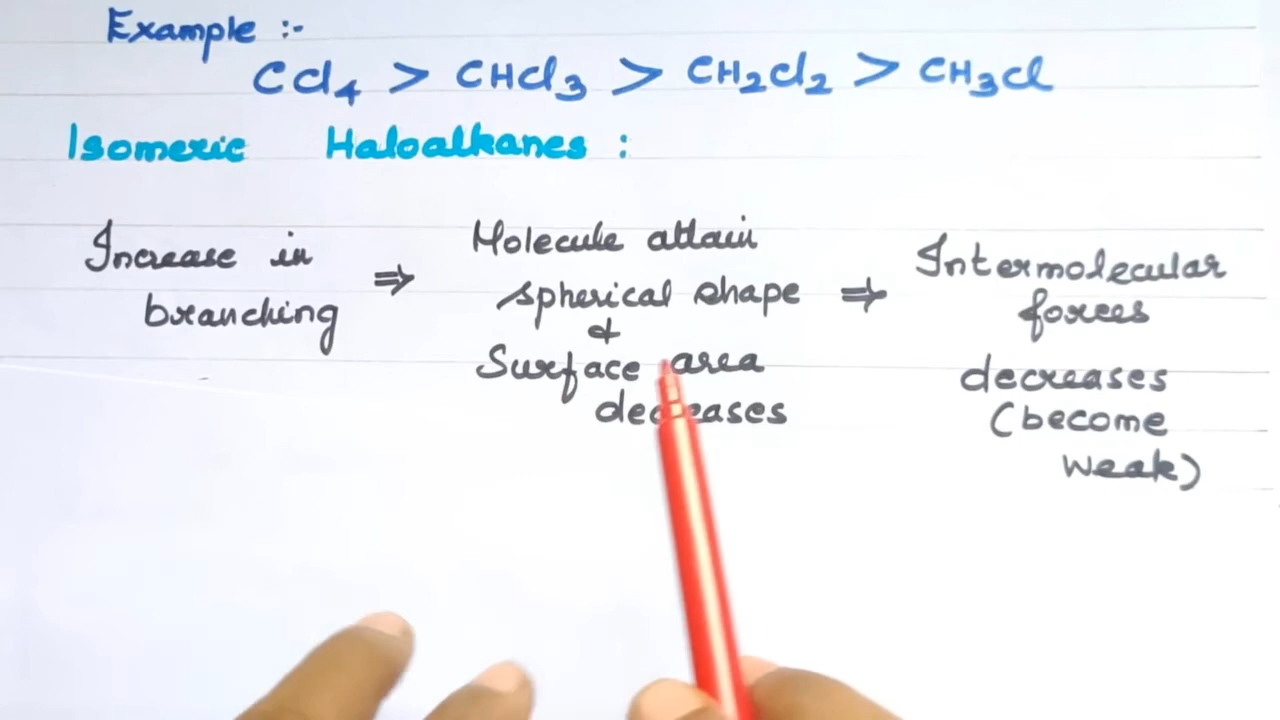 Example :-
CCl4 > CHCl3 > CH2Cl2 > CH3Cl
Isomeric Haloalkanes :
Increase in
branching
⇒
Molecule attain
spherical shape
&
Surface area
decreases
⇒
Intermolecular
forces
decreases
(become
weak)